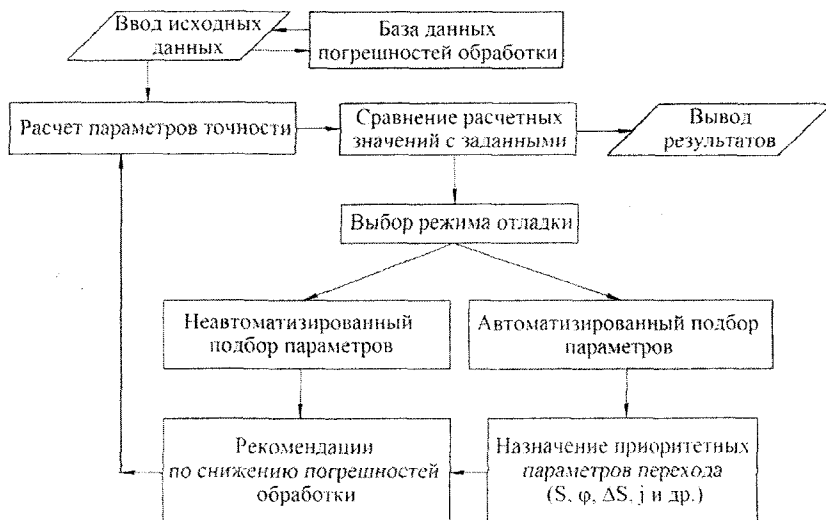 Ввод исходных
данных
База данных
погрешностей обработки
Расчет параметров точности
Сравнение расчетных
значений с заданными
Вывод
результатов
Выбор режима отладки
Неавтоматизированный
подбор параметров
Автоматизированный подбор
параметров
Рекомендации
по снижению погрешностей
обработки
Назначение приоритетных
параметров перехода
(S, φ, ΔS, j и др.)